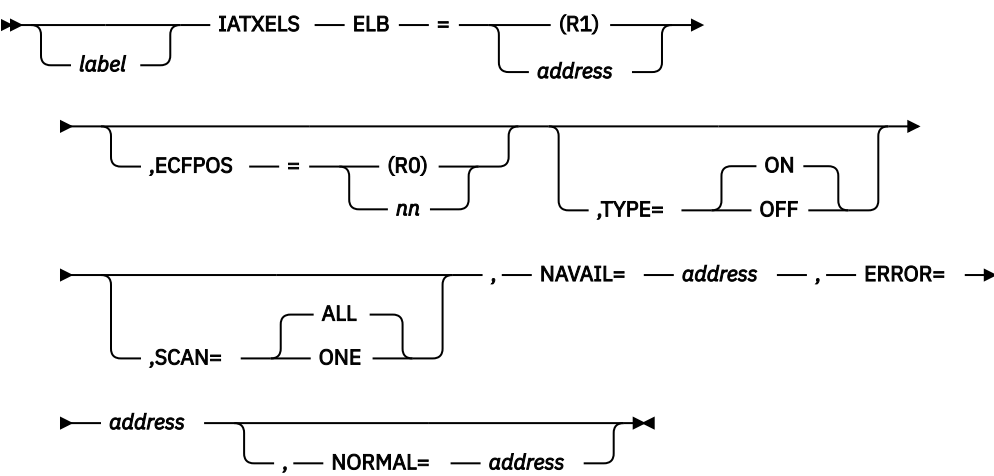 IATXELS ELB = (R1)
label
address
,ECFPOS = (R0)
nn
ON
,TYPE= OFF
, NAVAIL= address , ERROR=
ALL
,SCAN= ONE
address
, NORMAL= address